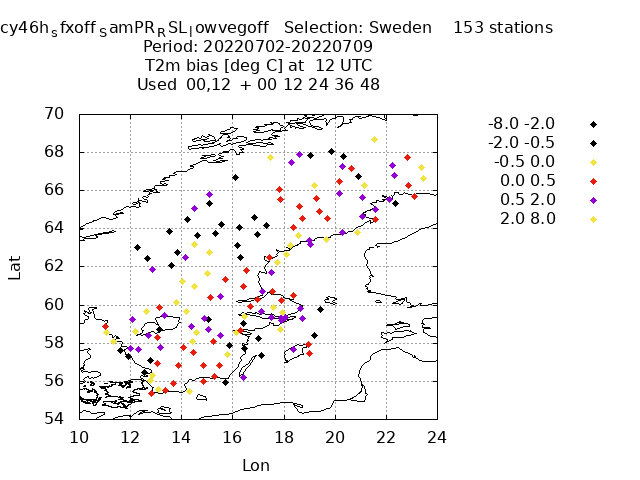 cy46h_sfxoff_samPR_RSL_lowvegoff Selection: Sweden 153 stations
Period: 20220702-20220709
T2m bias [deg C] at 12 UTC
Used 00,12 + 00 12 24 36 48
70
68
66
64
62
60
58
56
54
10 12 14 16 18 20 22 24
Lat
Lon
-8.0 -2.0
-2.0 -0.5
-0.5 0.0
0.0 0.5
0.5 2.0
2.0 8.0